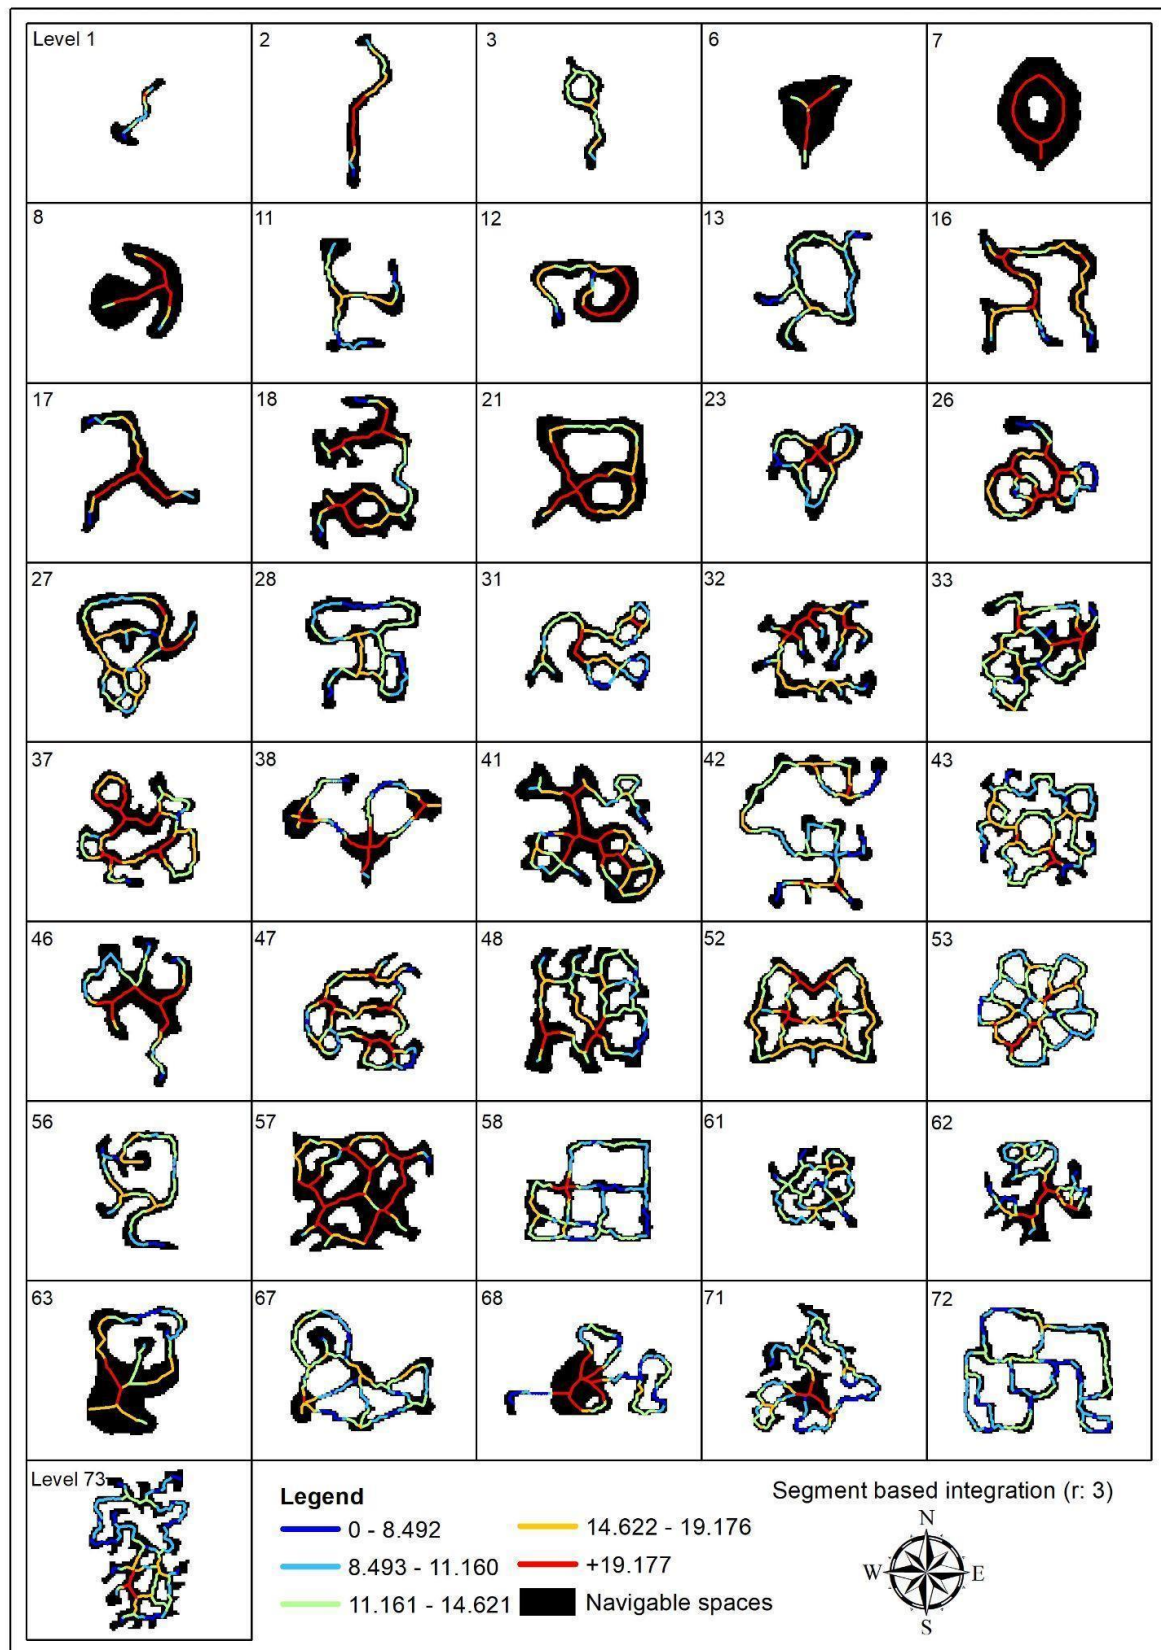 Level 1 2 3 6 7
8 11 12 13 16
17 18 21 23 26
27 28 31 32 33
37 38 41 42 43
46 47 48 52 53
56 57 58 61 62
63 67 68 71 72
Level 73
Segment based integration (r: 3)
Legend
0 - 8.492
8.493 - 11.160
11.161 - 14.621
14.622 - 19.176
+19.177
Navigable spaces
N
W E
S